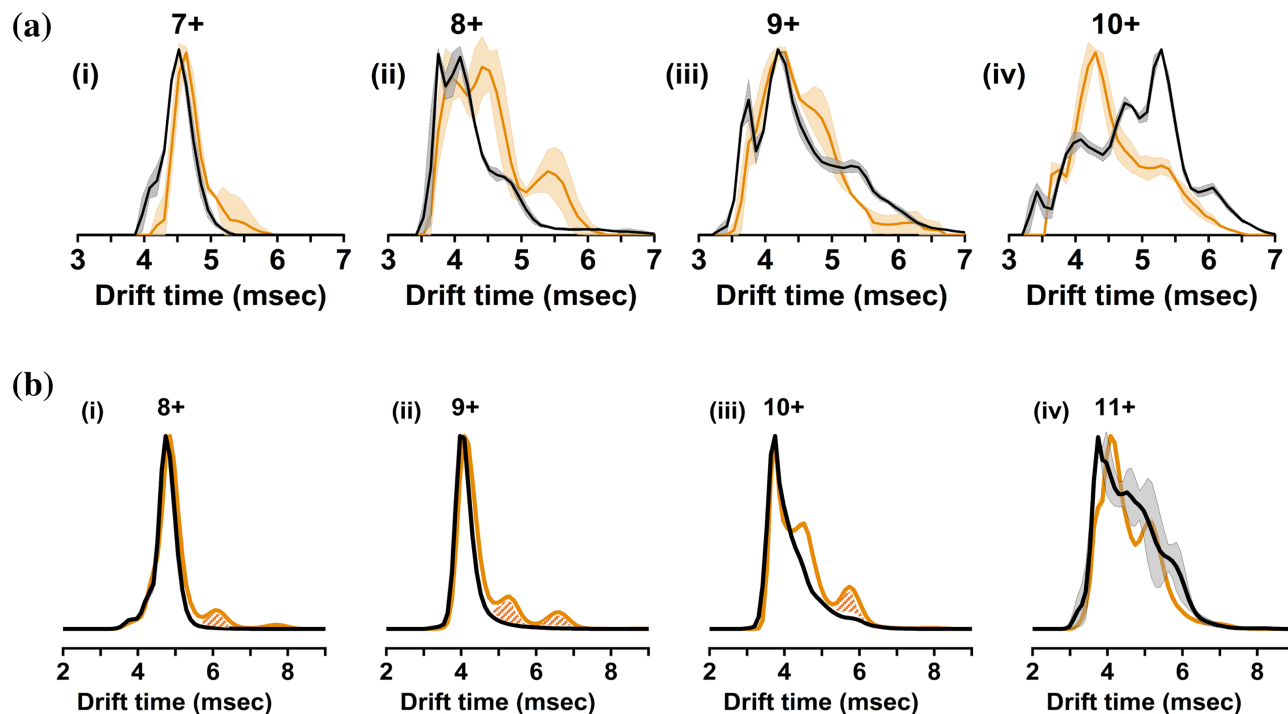 (a) 7+ 8+ 9+ 10+
(i) (ii) (iii) (iv)
3 4 5 6 7 3 4 5 6 7 3 4 5 6 7 3 4 5 6 7
Drift time (msec) Drift time (msec) Drift time (msec) Drift time (msec)
(b)
(i) 8+ (ii) 9+ (iii) 10+ (iv) 11+
2 4 6 8 2 4 6 8 2 4 6 8 2 4 6 8
Drift time (msec) Drift time (msec) Drift time (msec) Drift time (msec)